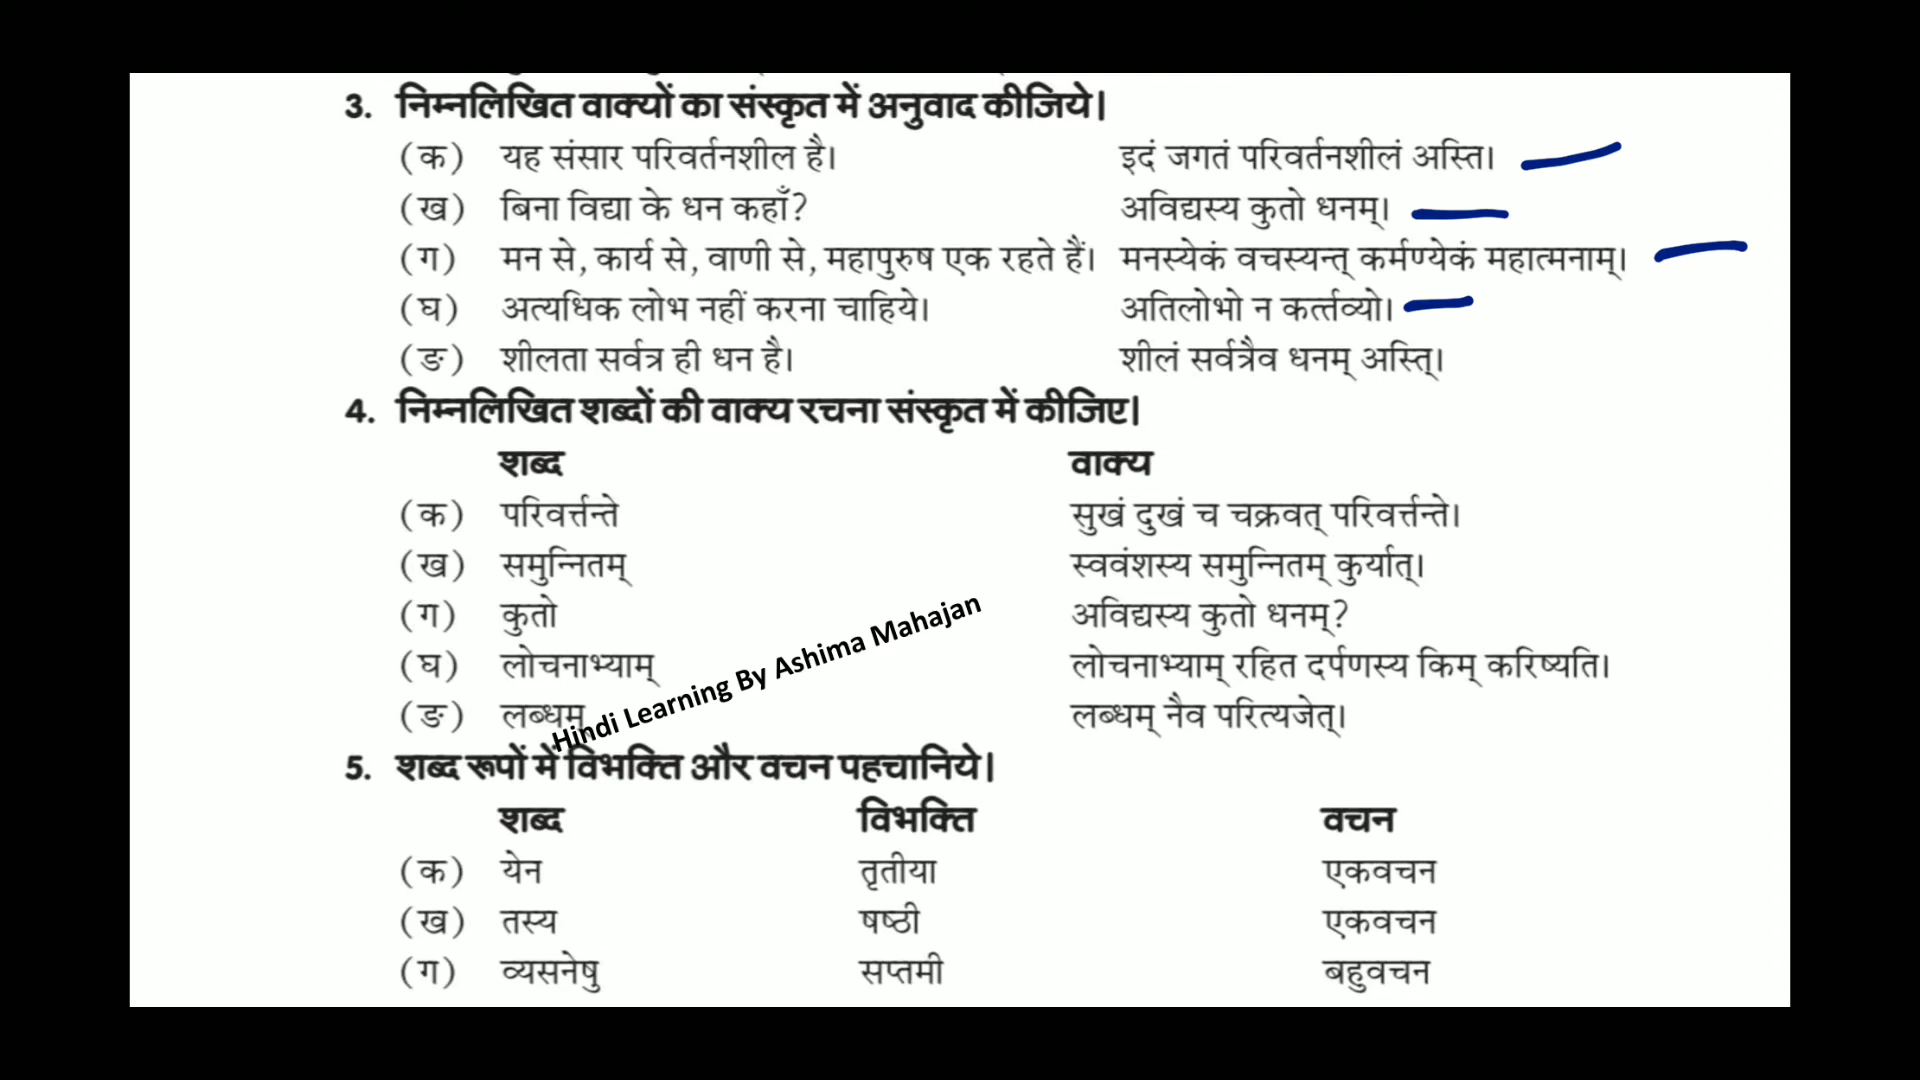 3. निम्नलिखित वाक्यों का संस्कृत में अनुवाद कीजिये।
(क) यह संसार परिवर्तनशील है। इदं जगतं परिवर्तनशीलं अस्ति।
(ख) बिना विद्या के धन कहाँ? अविद्यस्य कुतो धनम्।
(ग) मन से, कार्य से, वाणी से, महापुरुष एक रहते हैं। मनस्येकं वचस्यन्त् कर्मण्येकं महात्मनाम्।
(घ) अत्यधिक लोभ नहीं करना चाहिये। अतिलोभो न कर्त्तव्यो।
(ङ) शीलता सर्वत्र ही धन है। शीलं सर्वत्रैव धनम् अस्ति्।
4. निम्नलिखित शब्दों की वाक्य रचना संस्कृत में कीजिए।
शब्द वाक्य
(क) परिवर्त्तन्ते सुखं दुखं च चक्रवत् परिवर्त्तन्ते।
(ख) समुन्नितम् स्ववंशस्य समुन्नितम् कुर्यात्।
(ग) कुतो अविद्यस्य कुतो धनम्?
(घ) लोचनाभ्याम् लोचनाभ्याम् रहित दर्पणस्य किम् करिष्यति।
(ङ) लब्धम् लब्धम् नैव परित्यजेत्।
Hindi Learning By Ashima Mahajan
5. शब्द रूपों में विभक्ति और वचन पहचानिये।
शब्द विभक्ति वचन
(क) येन तृतीया एकवचन
(ख) तस्य षष्ठी एकवचन
(ग) व्यसनेषु सप्तमी बहुवचन